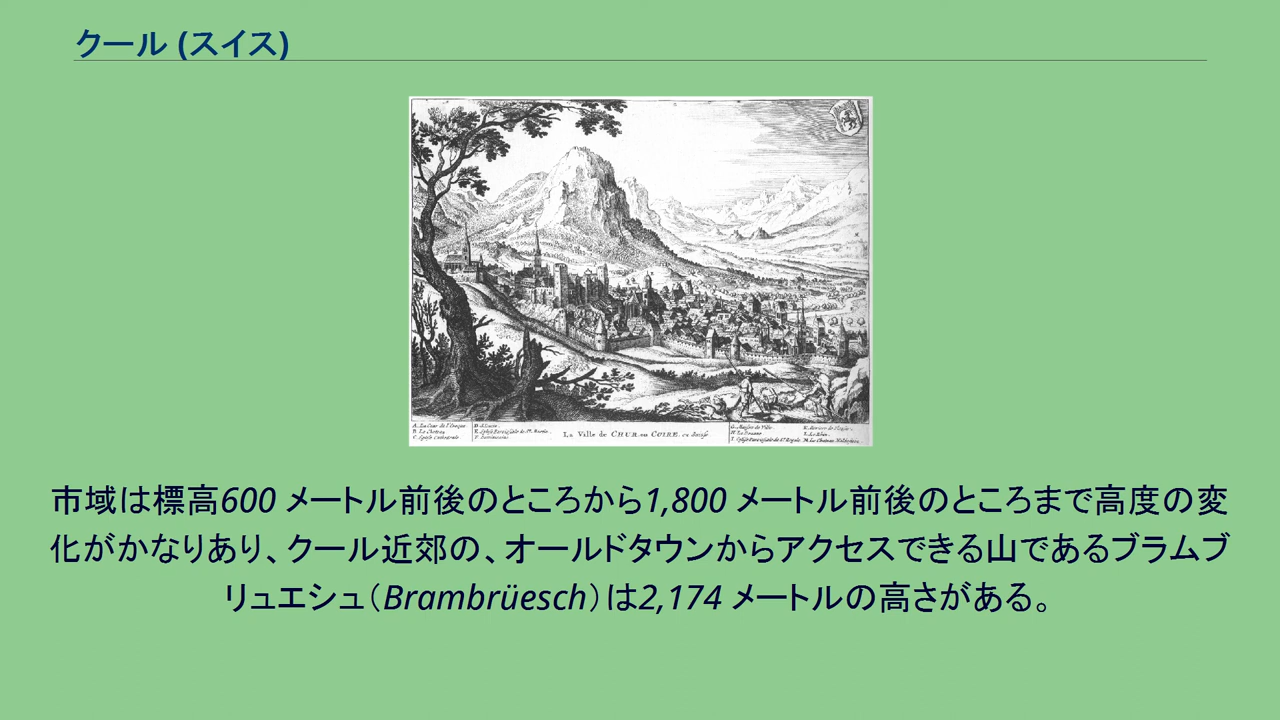 クール (スイス)
La Ville de CHUR ou COIRE, en Suisse
市域は標高600 メートル前後のところから1,800 メートル前後のところまで高度の変
化がかなりあり、クール近郊の、オールドタウンからアクセスできる山であるブラムブ
リュエシュ（Brambrüesch）は2,174 メートルの高さがある。